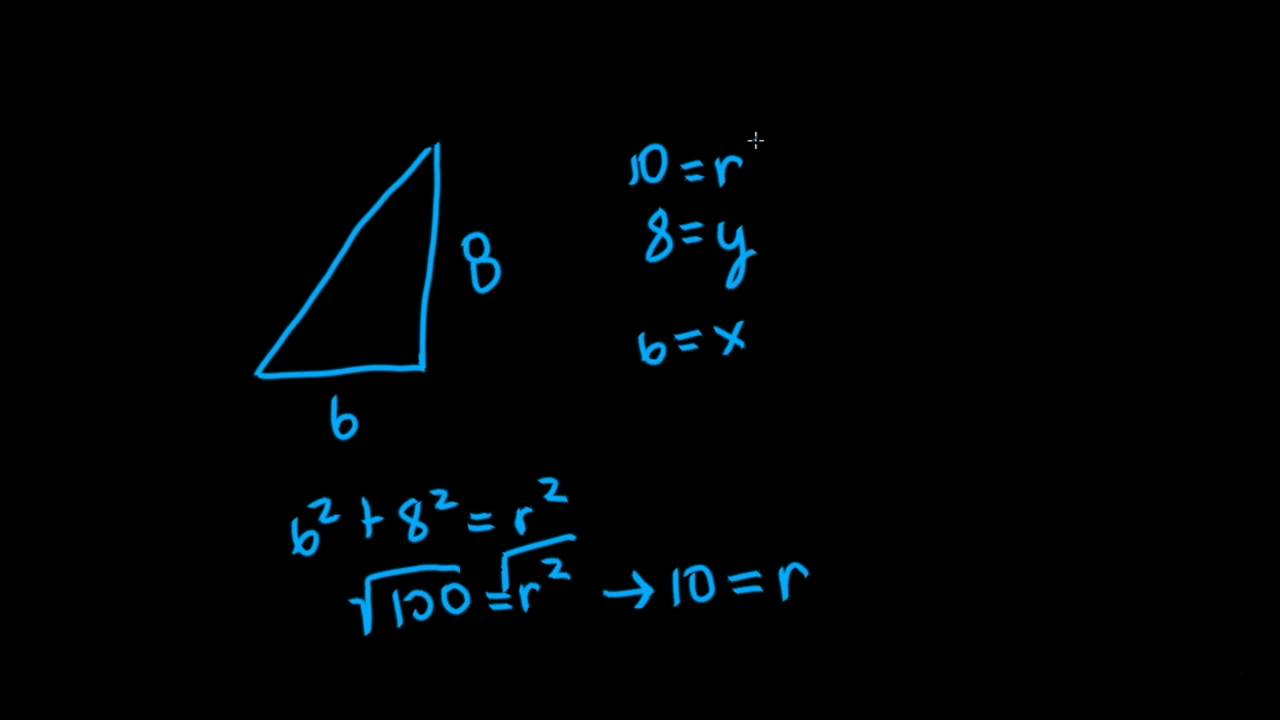 10 = r
8 = y
8
6 = x
6
6² + 8² = r²
√100 = √r² → 10 = r